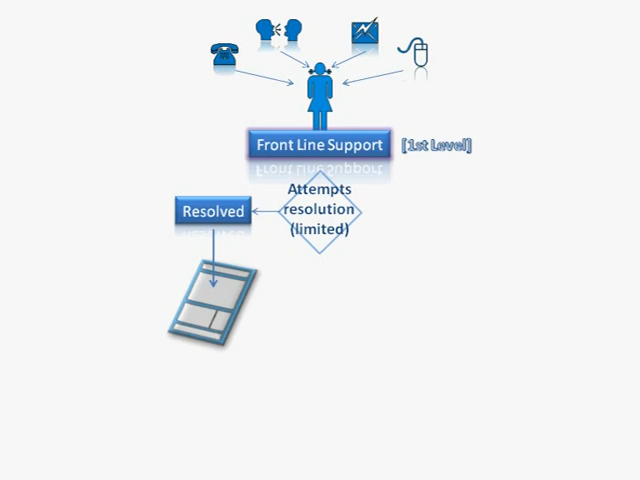 Front Line Support
[1st Level]
Attempts
resolution
(limited)
Resolved